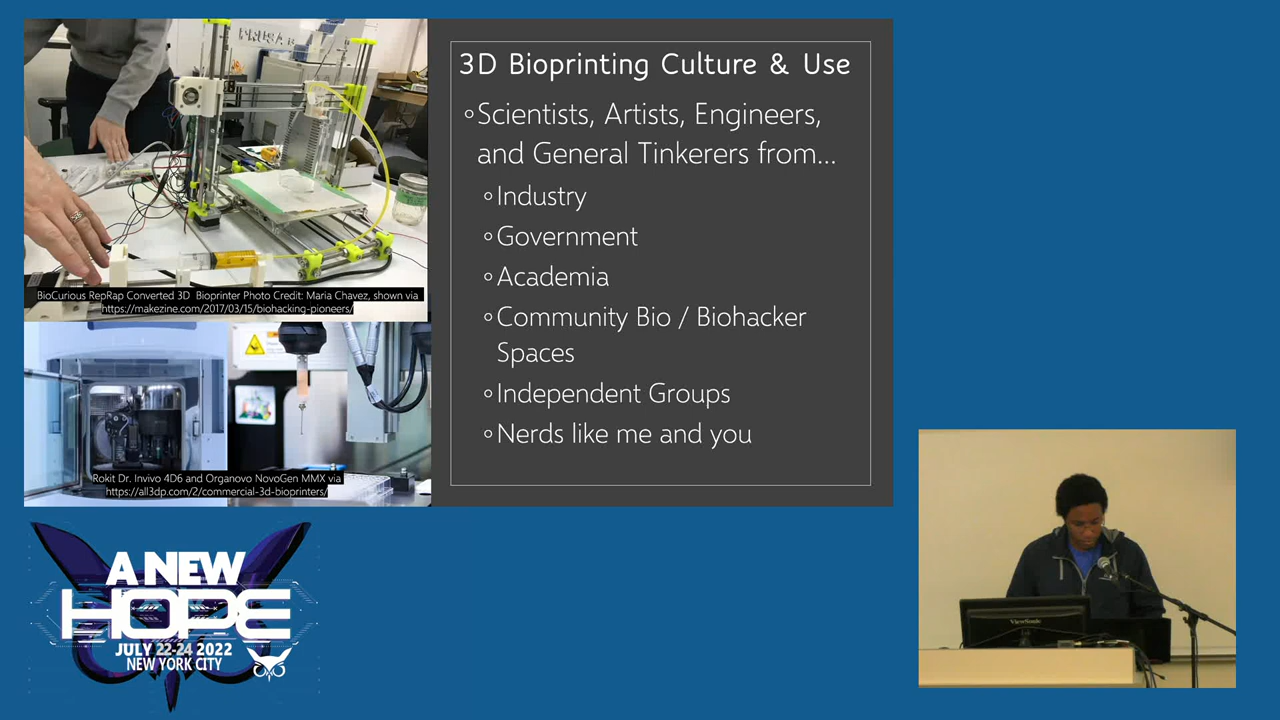 PRUSA
BioCurious RepRap Converted 3D Bioprinter Photo Credit: Maria Chavez, shown via
https://makezine.com/2017/03/15/biohacking-pioneers/
Rokit Dr. Invivo 4D6 and Organovo NovoGen MMX via
https://all3dp.com/2/commercial-3d-bioprinters/
3D Bioprinting Culture & Use
Scientists, Artists, Engineers,
and General Tinkerers from...
Industry
Government
Academia
Community Bio / Biohacker
Spaces
Independent Groups
Nerds like me and you
A NEW
HOPE
JULY 22-24 2022
NEW YORK CITY
ViewSonic